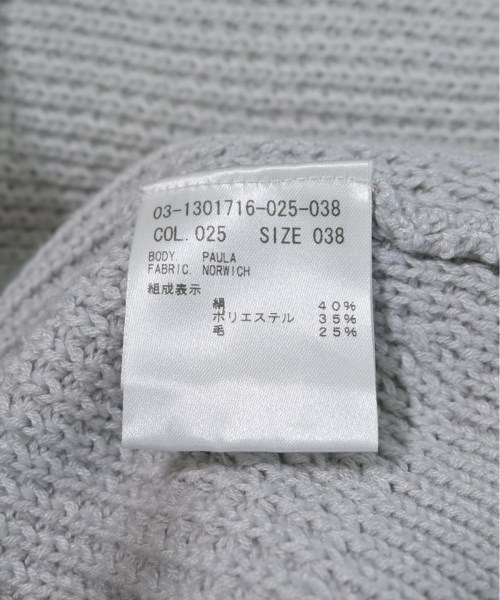 03-1301716-025-038
COL. 025 SIZE 038
BODY. PAULA
FABRIC. NORWICH
組成表示
絹 40%
ポリエステル 35%
毛 25%